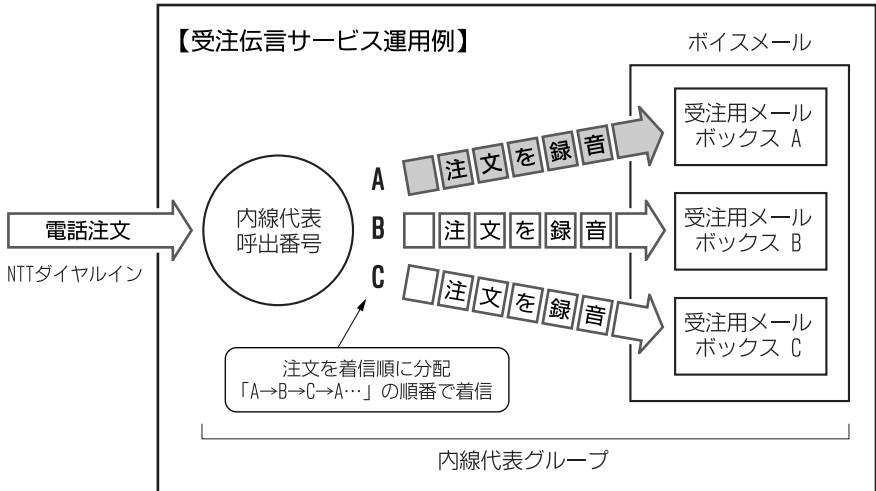 【受注伝言サービス運用例】
ボイスメール
電話注文
NTTダイヤルイン
内線代表
呼出番号
A
注文を録音
受注用メール
ボックス A
B
注文を録音
受注用メール
ボックス B
C
注文を録音
受注用メール
ボックス C
注文を着信順に分配
「A→B→C→A…」の順番で着信
内線代表グループ